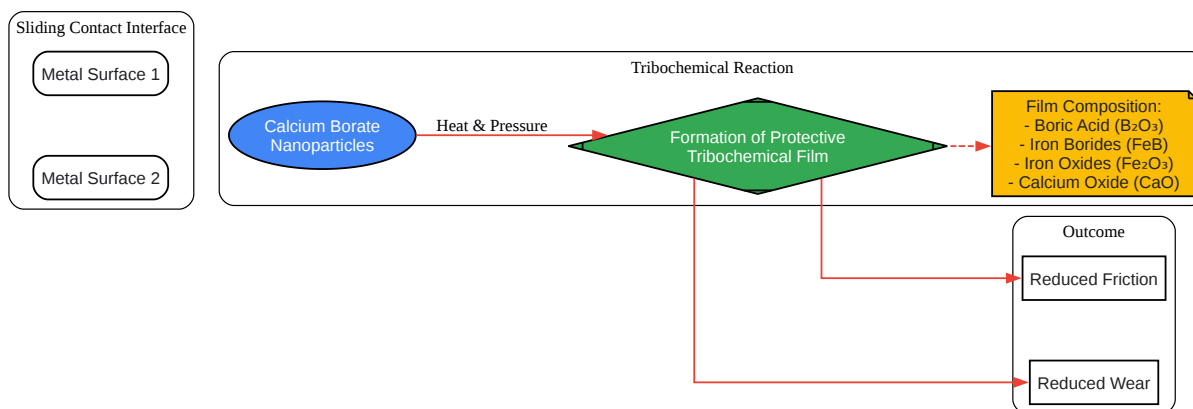 Sliding Contact Interface
Metal Surface 1
Metal Surface 2
Tribochemical Reaction
Calcium Borate
Nanoparticles
Heat & Pressure
Formation of Protective
Tribochemical Film
Film Composition:
- Boric Acid (B₂O₃)
- Iron Borides (FeB)
- Iron Oxides (Fe₂O₃)
- Calcium Oxide (CaO)
Outcome
Reduced Friction
Reduced Wear